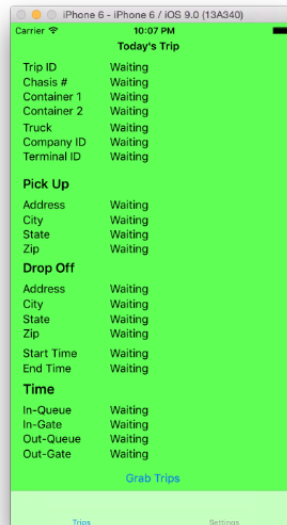 iPhone 6 - iPhone 6 / iOS 9.0 (13A340)
Carrier 10:07 PM
Today's Trip
Trip ID Waiting
Chasis # Waiting
Container 1 Waiting
Container 2 Waiting
Truck Waiting
Company ID Waiting
Terminal ID Waiting
Pick Up
Address Waiting
City Waiting
State Waiting
Zip Waiting
Drop Off
Address Waiting
City Waiting
State Waiting
Zip Waiting
Start Time Waiting
End Time Waiting
Time
In-Queue Waiting
In-Gate Waiting
Out-Queue Waiting
Out-Gate Waiting
Grab Trips
Trips Settings